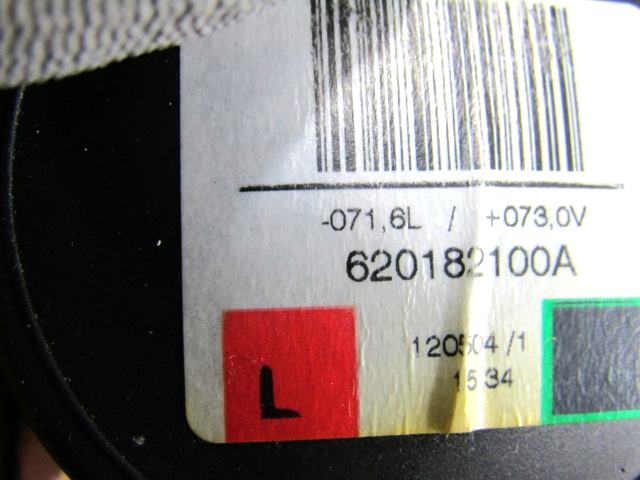 -071,6L / +073,0V
620182100A
120504 /1
15 34
L